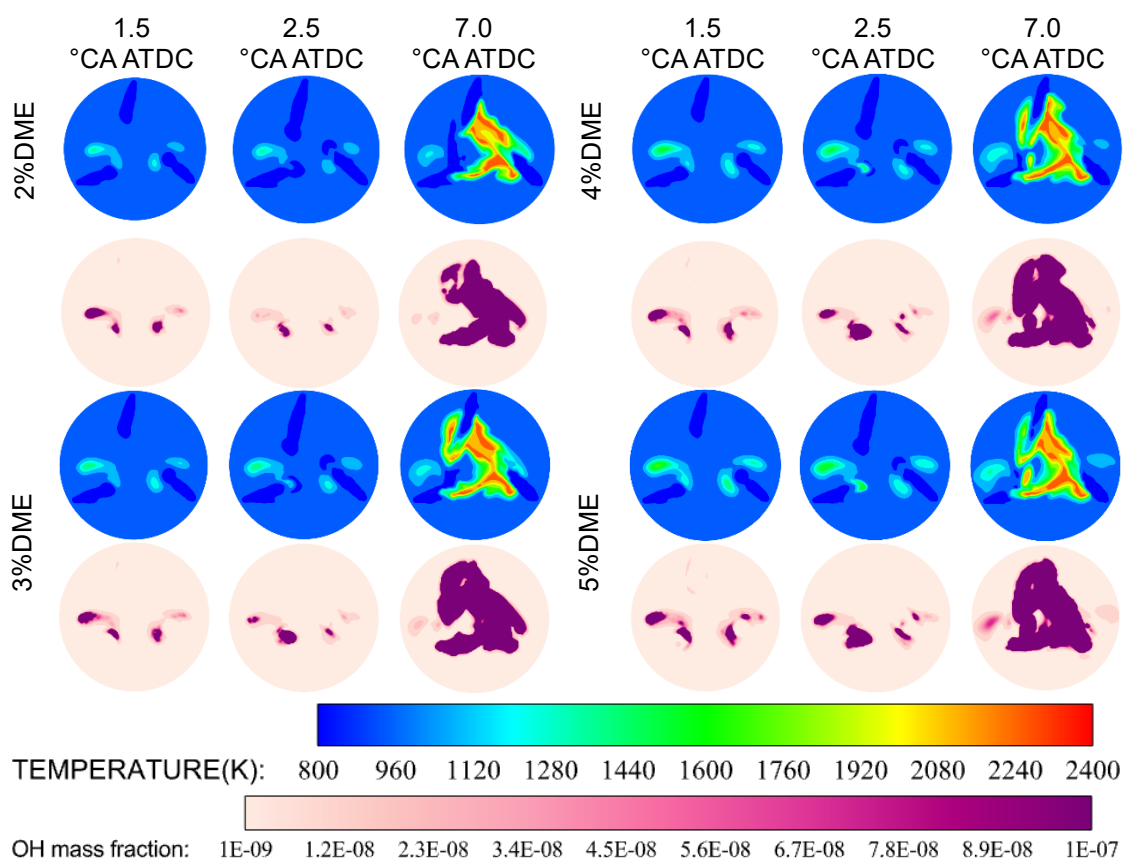 1.5 2.5 7.0 1.5 2.5 7.0
°CA ATDC °CA ATDC °CA ATDC °CA ATDC °CA ATDC °CA ATDC
2%DME
4%DME
3%DME
5%DME
TEMPERATURE(K): 800 960 1120 1280 1440 1600 1760 1920 2080 2240 2400
OH mass fraction: 1E-09 1.2E-08 2.3E-08 3.4E-08 4.5E-08 5.6E-08 6.7E-08 7.8E-08 8.9E-08 1E-07